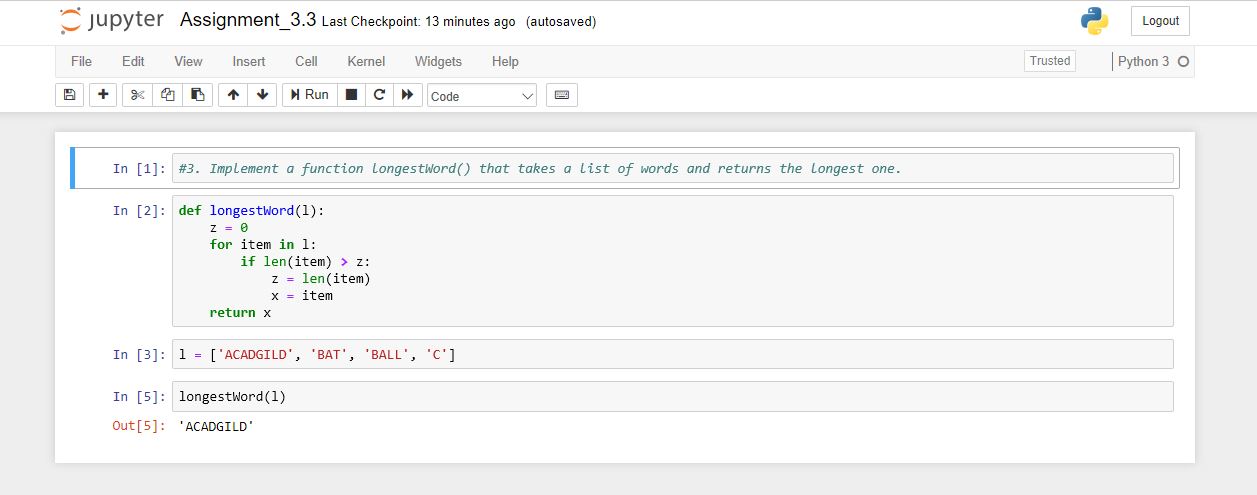 jupyter Assignment_3.3 Last Checkpoint: 13 minutes ago (autosaved) Logout
File Edit View Insert Cell Kernel Widgets Help Trusted Python 3
Run Code
In [1]: #3. Implement a function longestWord() that takes a list of words and returns the longest one.
In [2]: def longestWord(l):
    z = 0
    for item in l:
        if len(item) > z:
            z = len(item)
            x = item
    return x
In [3]: l = ['ACADGILD', 'BAT', 'BALL', 'C']
In [5]: longestWord(l)
Out[5]: 'ACADGILD'